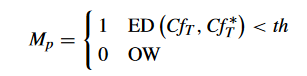 M_p = { 1 ED (Cf_T, Cf_T^*) < th
0 OW